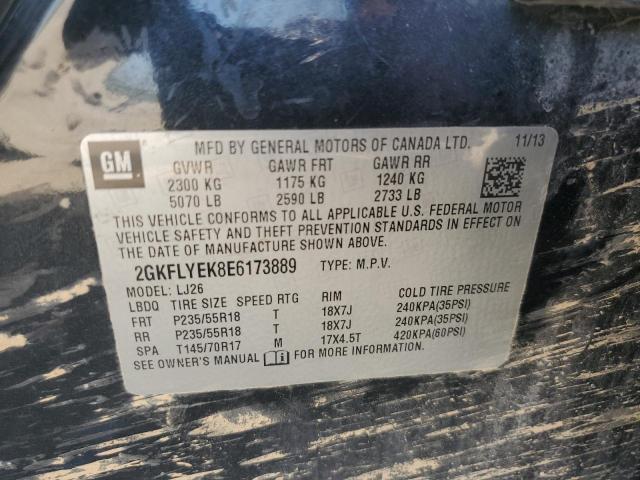 GM
MFD BY GENERAL MOTORS OF CANADA LTD. 11/13
GVWR GAWR FRT GAWR RR
2300 KG 1175 KG 1240 KG
5070 LB 2590 LB 2733 LB
THIS VEHICLE CONFORMS TO ALL APPLICABLE U.S. FEDERAL MOTOR
VEHICLE SAFETY AND THEFT PREVENTION STANDARDS IN EFFECT ON
THE DATE OF MANUFACTURE SHOWN ABOVE.
2GKFLYEK8E6173889 TYPE: M.P.V.
MODEL: LJ26
LBDQ TIRE SIZE SPEED RTG RIM COLD TIRE PRESSURE
FRT P235/55R18 T 18X7J 240KPA(35PSI)
RR P235/55R18 T 18X7J 240KPA(35PSI)
SPA T145/70R17 M 17X4.5T 420KPA(60PSI)
SEE OWNER'S MANUAL FOR MORE INFORMATION.